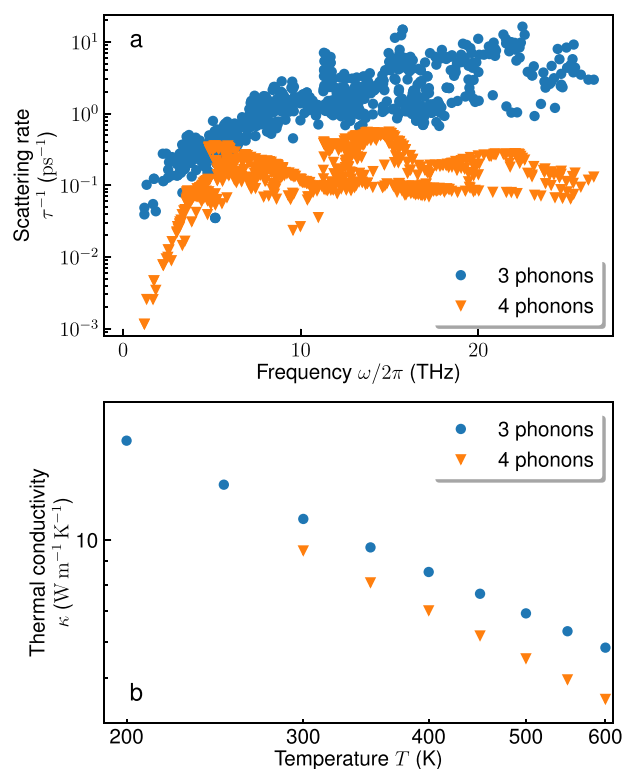 a
10¹
10⁰
10⁻¹
10⁻²
10⁻³
Scattering rate
τ⁻¹ (ps⁻¹)
3 phonons
4 phonons
0 10 20
Frequency ω/2π (THz)
3 phonons
4 phonons
10
Thermal conductivity
κ (W m⁻¹ K⁻¹)
b
200 300 400 500 600
Temperature T (K)